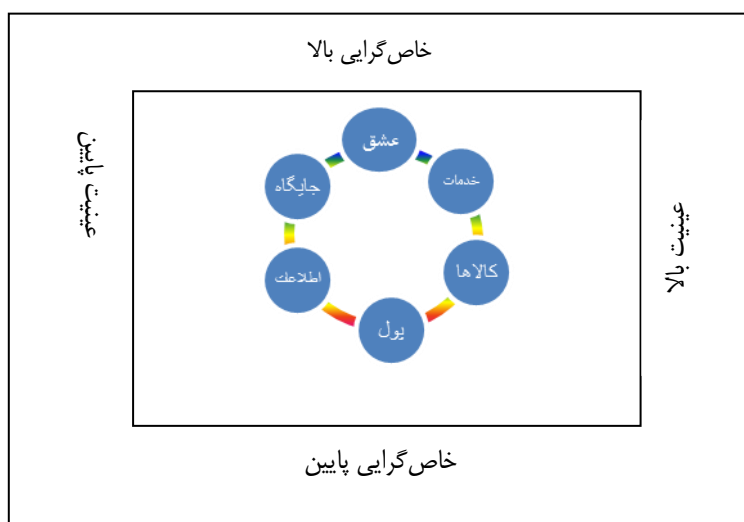 خاص‌گرایی بالا
عینیت پایین
عینیت بالا
عشق
خدمات
جایگاه
کالاها
اطلاعات
پول
خاص‌گرایی پایین